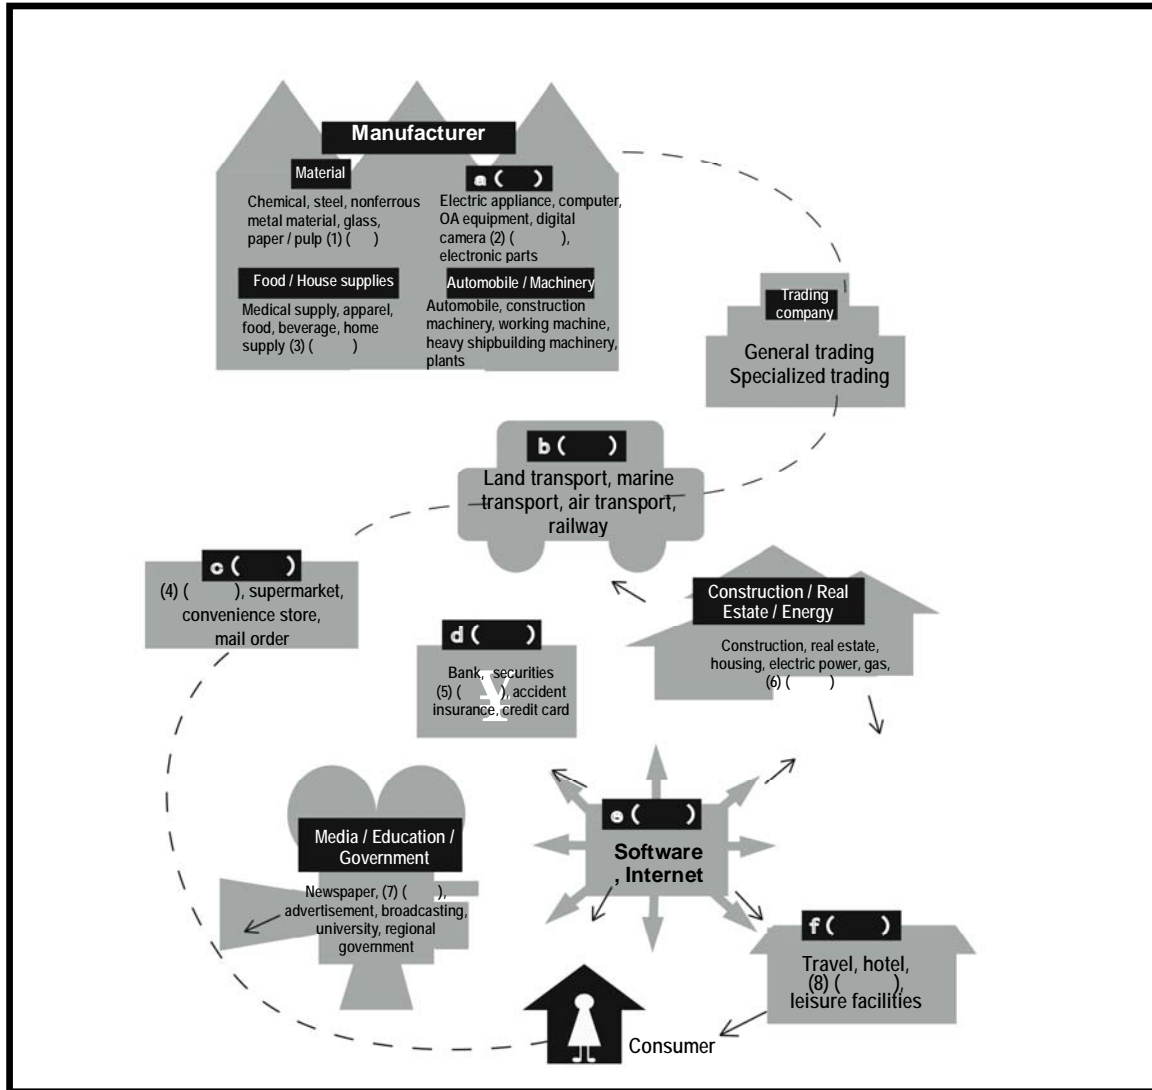 Manufacturer
Material
Chemical, steel, nonferrous
metal material, glass,
paper / pulp (1) (    )
a (    )
Electric appliance, computer,
OA equipment, digital
camera (2) (        ),
electronic parts
Food / House supplies
Medical supply, apparel,
food, beverage, home
supply (3) (        )
Automobile / Machinery
Automobile, construction
machinery, working machine,
heavy shipbuilding machinery,
plants
Trading
company
General trading
Specialized trading
b (    )
Land transport, marine
transport, air transport,
railway
c (    )
(4) (        ), supermarket,
convenience store,
mail order
Construction / Real
Estate / Energy
Construction, real estate,
housing, electric power, gas,
(6) (        )
d (    )
Bank, securities
(5) (        ), accident
insurance, credit card
¥
e (    )
Software
, Internet
Media / Education /
Government
Newspaper, (7) (      ),
advertisement, broadcasting,
university, regional
government
f (    )
Travel, hotel,
(8) (        ),
leisure facilities
Consumer